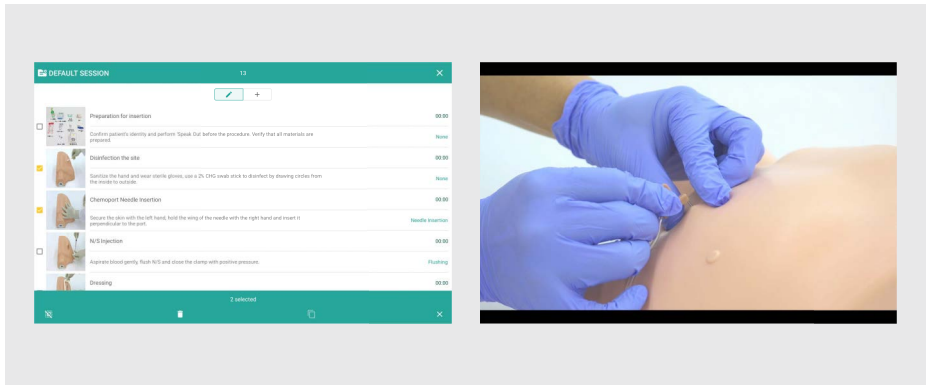 DEFAULT SESSION
13
Preparation for insertion
00:00
Confirm patient's identity and perform 'Speak Out' before the procedure. Verify that all materials are
prepared.
None
Disinfection the site
00:00
Sanitize the hand and wear sterile gloves, use a 2% CHG swab stick to disinfect by drawing circles from
the inside to outside.
None
Chemoport Needle Insertion
00:00
Secure the skin with the left hand, hold the wing of the needle with the right hand and insert it
perpendicular to the port.
Needle Insertion
N/S Injection
00:00
Aspirate blood gently, flash N/S and close the clamp with positive pressure.
Flushing
Dressing
00:00
2 selected